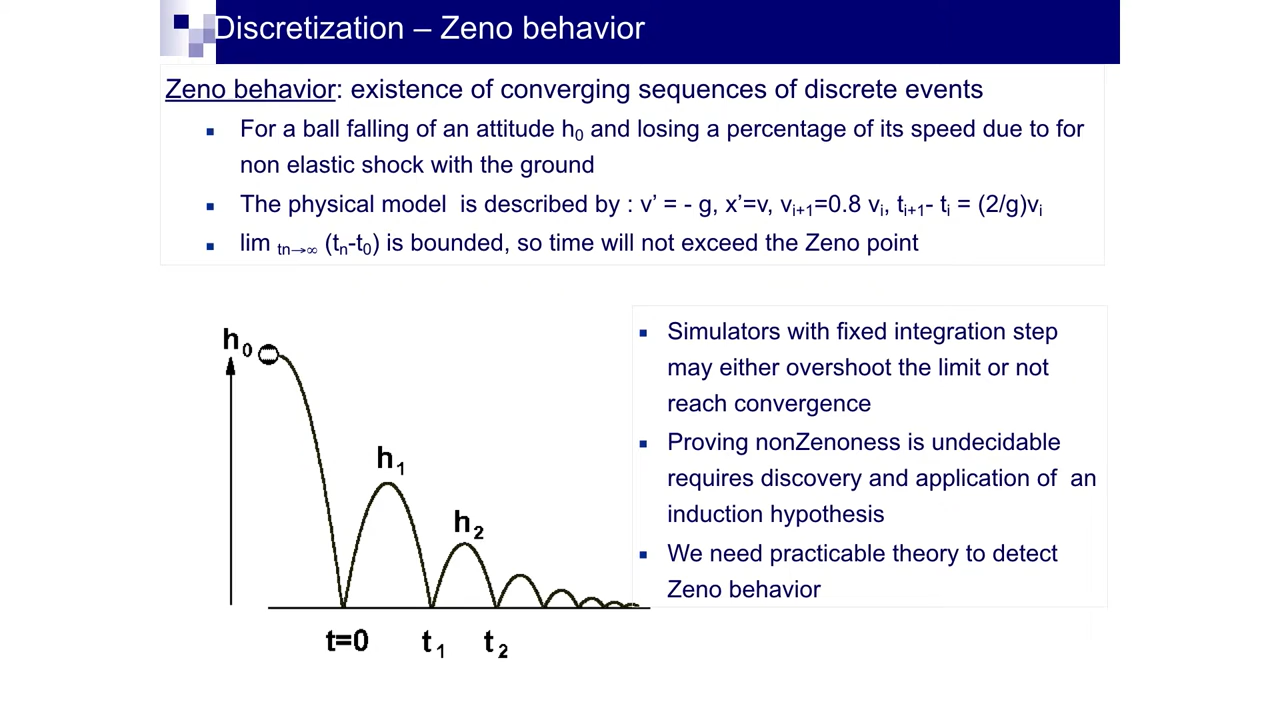 Discretization – Zeno behavior
Zeno behavior: existence of converging sequences of discrete events
For a ball falling of an attitude h0 and losing a percentage of its speed due to for
non elastic shock with the ground
The physical model is described by : v’ = - g, x’=v, vi+1=0.8 vi, ti+1- ti = (2/g)vi
lim tn→∞ (tn-t0) is bounded, so time will not exceed the Zeno point
h0
h1
h2
t=0 t1 t2
Simulators with fixed integration step
may either overshoot the limit or not
reach convergence
Proving nonZenoness is undecidable
requires discovery and application of an
induction hypothesis
We need practicable theory to detect
Zeno behavior